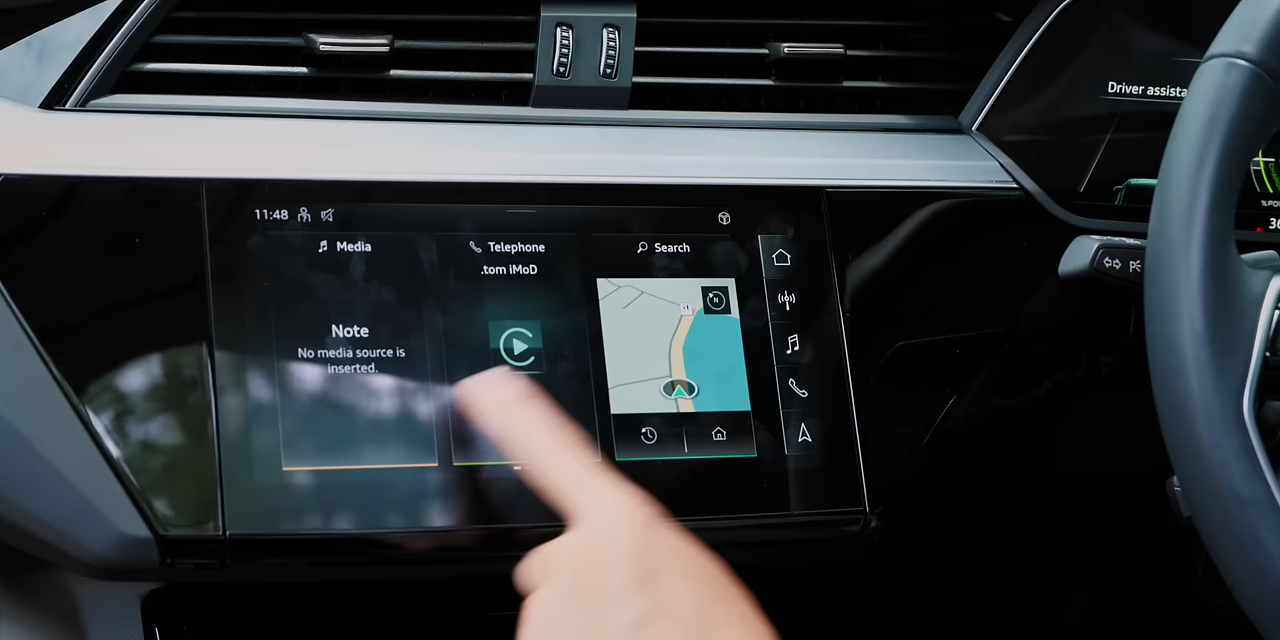 Driver assista
11:48
Media
Telephone
Search
.tom iMoD
N
Note
No media source is
inserted.